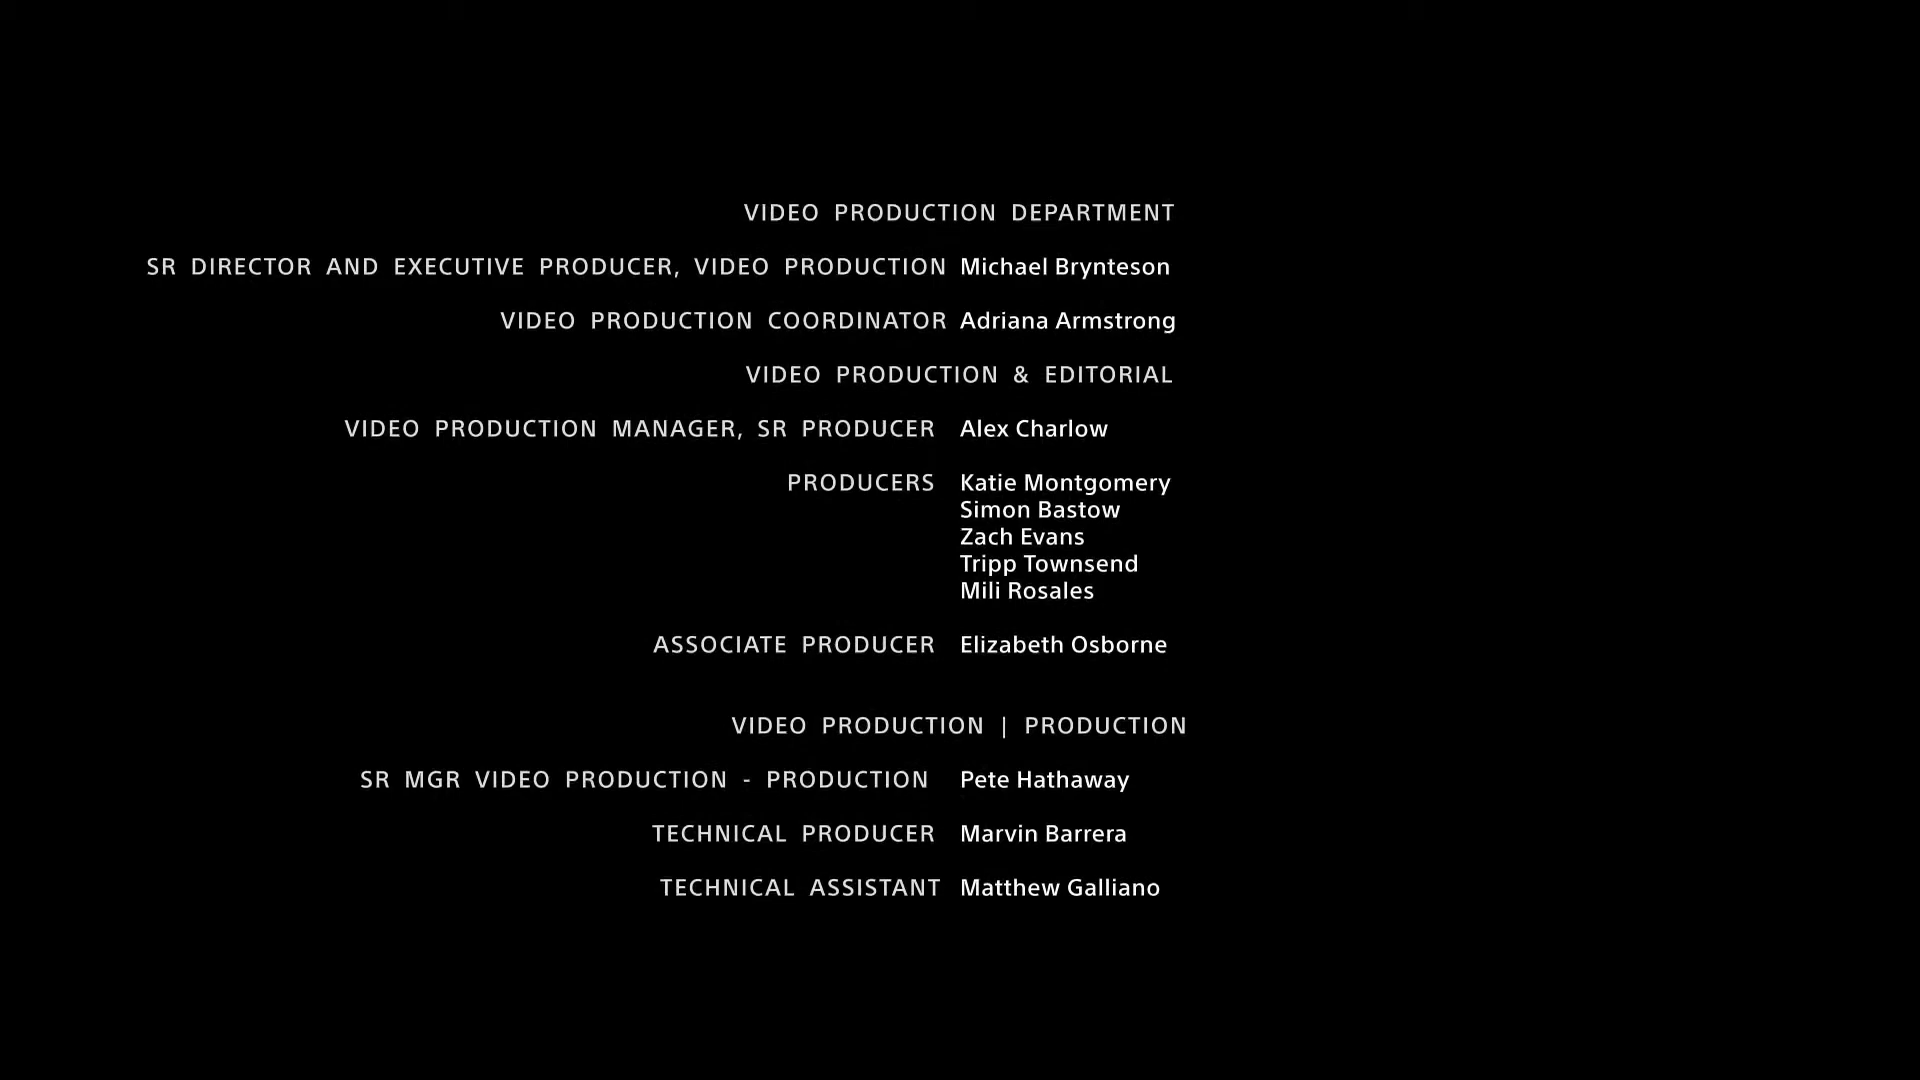 VIDEO PRODUCTION DEPARTMENT
SR DIRECTOR AND EXECUTIVE PRODUCER, VIDEO PRODUCTION Michael Brynteson
VIDEO PRODUCTION COORDINATOR Adriana Armstrong
VIDEO PRODUCTION & EDITORIAL
VIDEO PRODUCTION MANAGER, SR PRODUCER Alex Charlow
PRODUCERS Katie Montgomery
Simon Bastow
Zach Evans
Tripp Townsend
Mili Rosales
ASSOCIATE PRODUCER Elizabeth Osborne
VIDEO PRODUCTION | PRODUCTION
SR MGR VIDEO PRODUCTION - PRODUCTION Pete Hathaway
TECHNICAL PRODUCER Marvin Barrera
TECHNICAL ASSISTANT Matthew Galliano